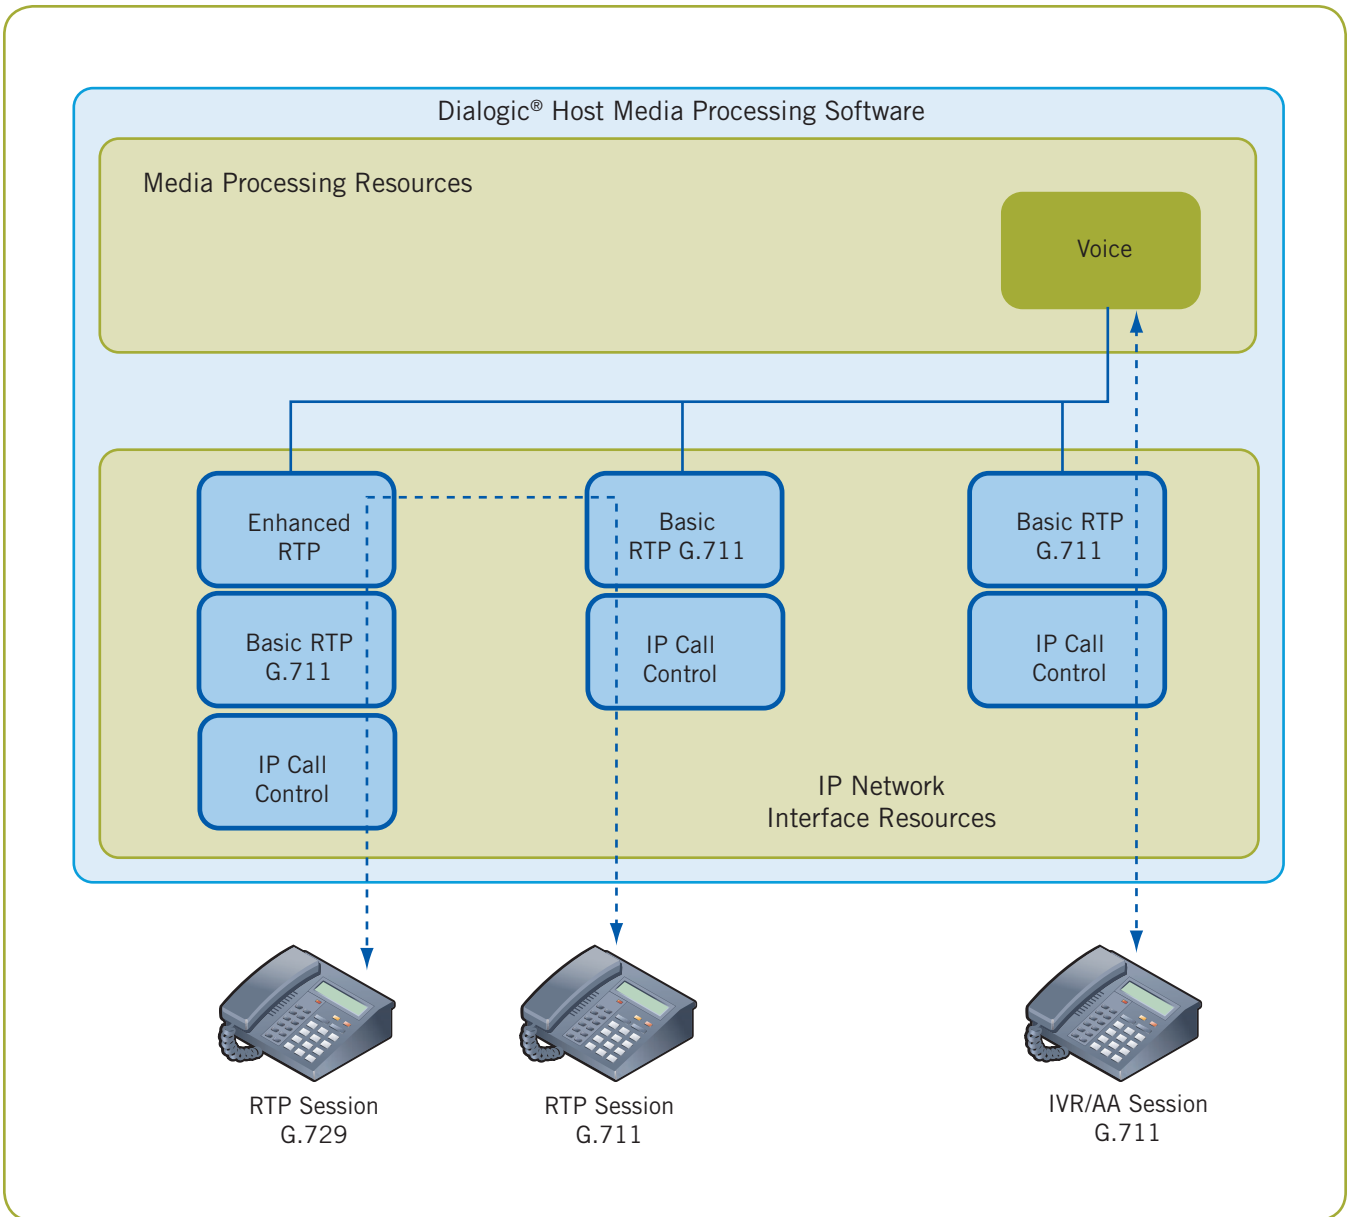 Dialogic® Host Media Processing Software
Media Processing Resources
Voice
Enhanced
RTP
Basic RTP
G.711
IP Call
Control
Basic
RTP G.711
IP Call
Control
Basic RTP
G.711
IP Call
Control
IP Network
Interface Resources
RTP Session
G.729
RTP Session
G.711
IVR/AA Session
G.711